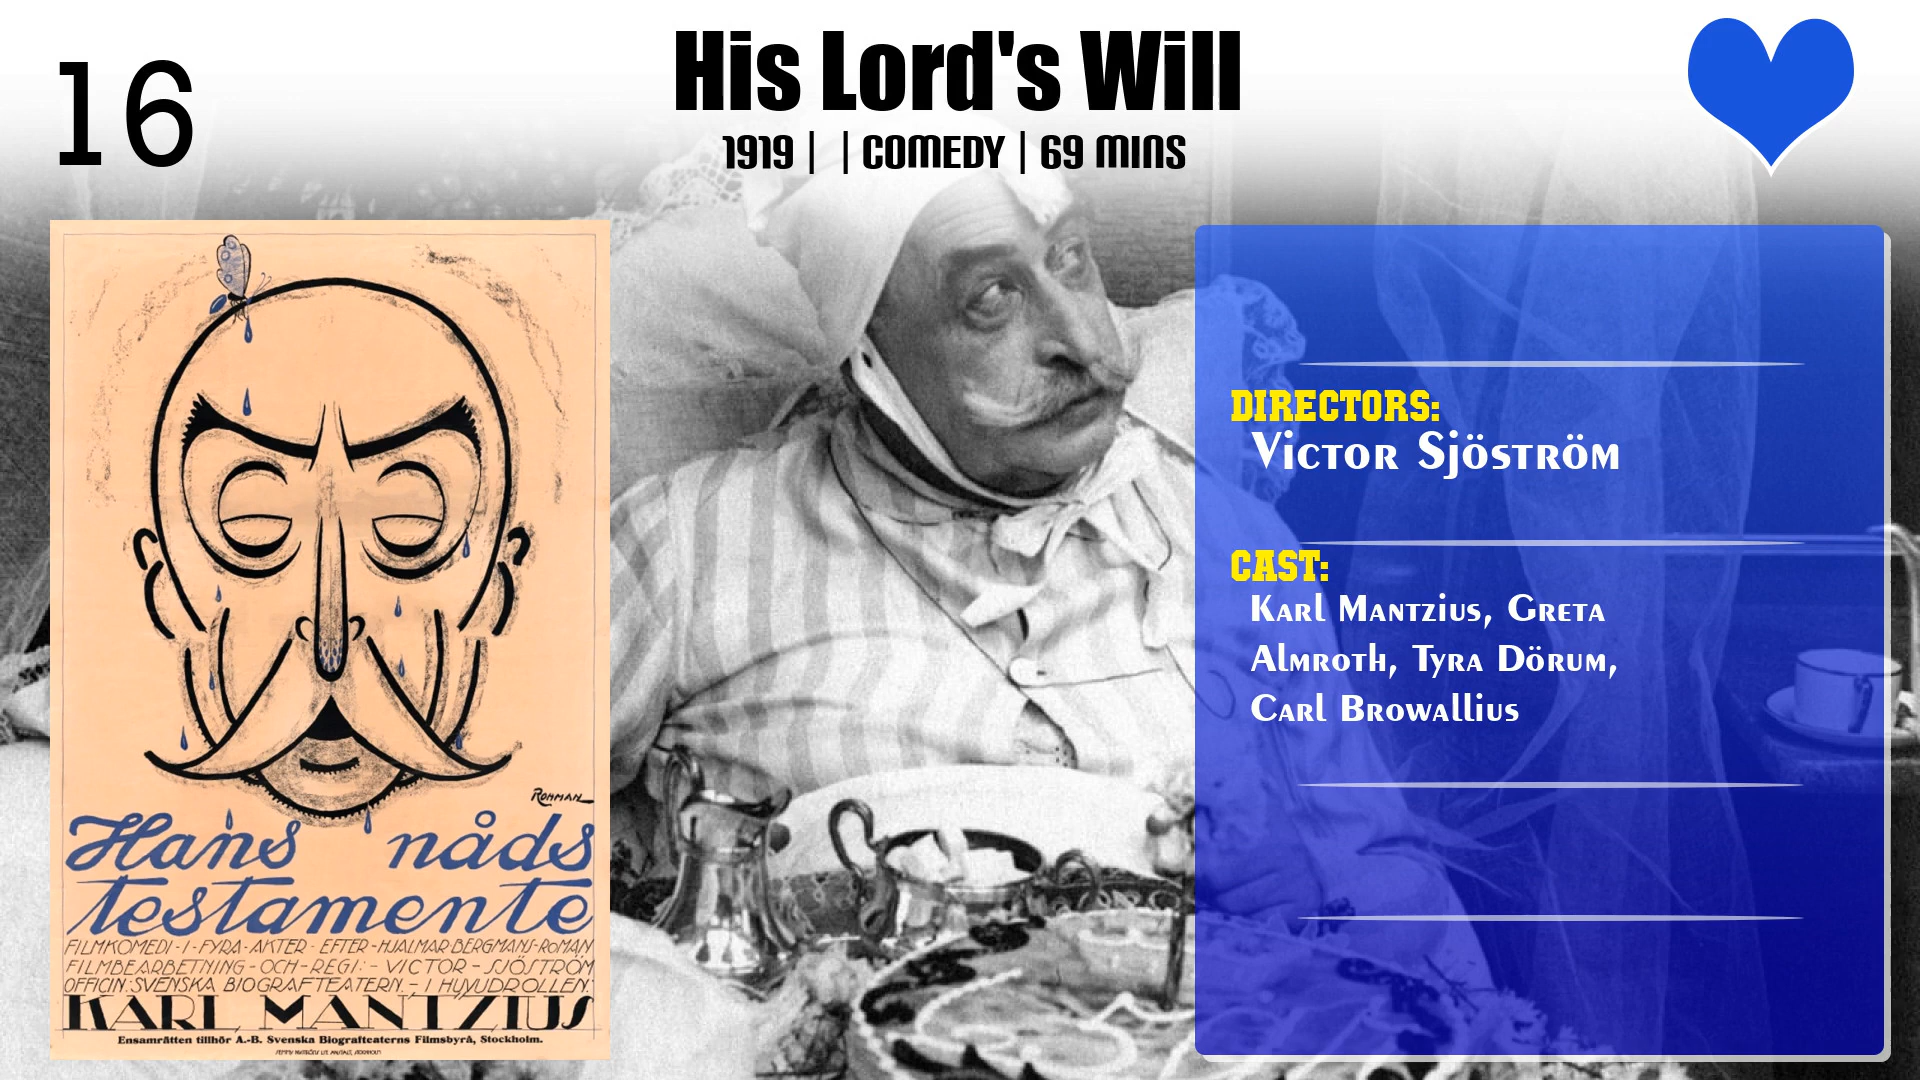 16
His Lord's Will
1919 | | COMEDY | 69 MINS
DIRECTORS:
Victor Sjöström
CAST:
Karl Mantzius, Greta
Almroth, Tyra Dörum,
Carl Browallius
ROHMAN
Hans nåds
testamente
FILMKOMEDI - I - FYRA - AKTER - EFTER - HJALMAR BERGMANS - ROMAN
FILMBEARBETNING - OCH - REGI: - VICTOR - SJÖSTRÖM
OFFICIN: SVENSKA BIOGRAFTEATERN. - I HUVUDROLLEN:
KARL MANTZIUS
Ensamrätten tillhör A.-B. Svenska Biografteaterns Filmsbyrå, Stockholm.